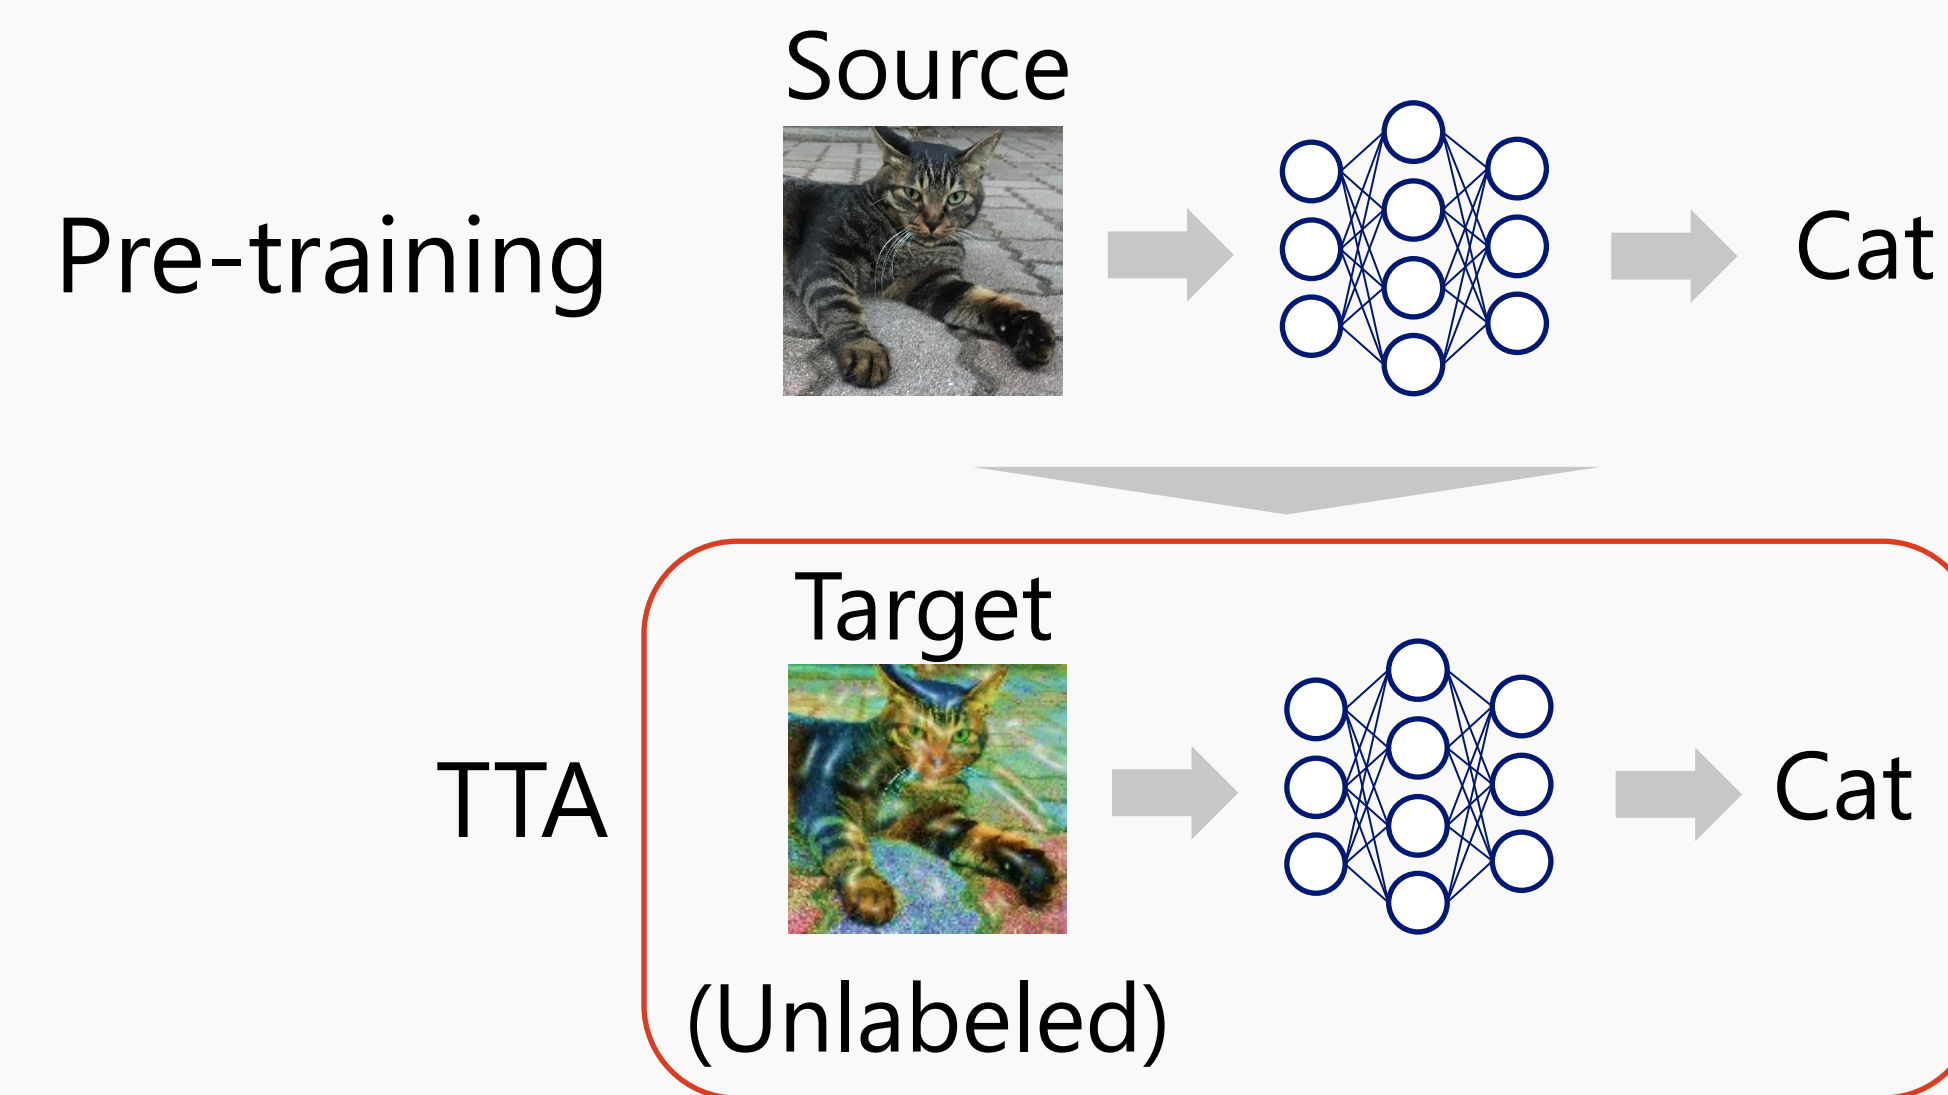 Source
Pre-training
Cat
Target
TTA
Cat
(Unlabeled)